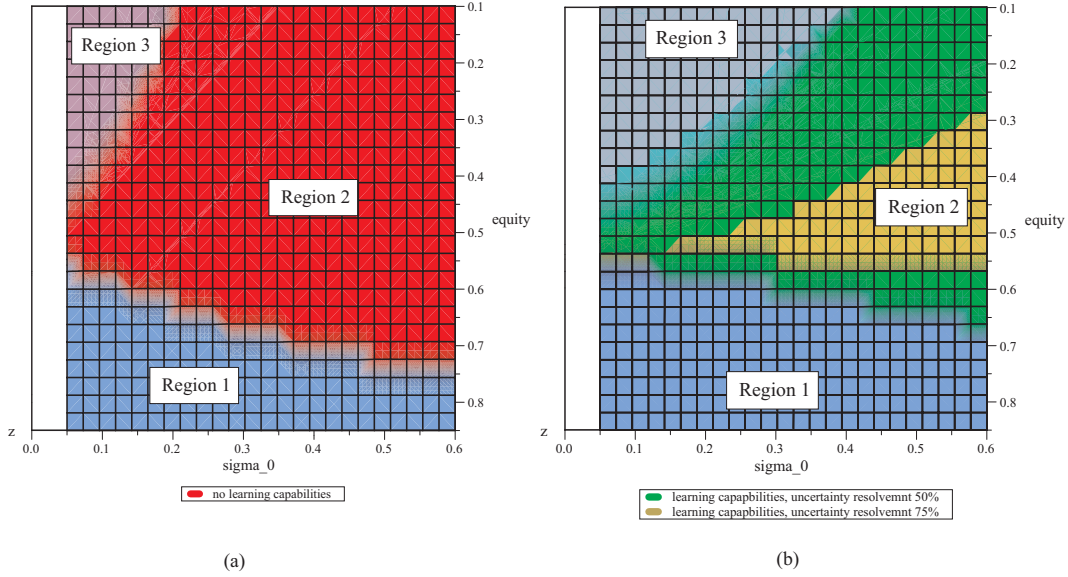 Region 3
Region 2
Region 1
0.1
0.2
0.3
0.4
equity
0.5
0.6
0.7
0.8
z
0.0
0.1
0.2
0.3
0.4
0.5
0.6
sigma_0
no learning capabilities
(a)
Region 3
Region 2
Region 1
0.1
0.2
0.3
0.4
equity
0.5
0.6
0.7
0.8
z
0.0
0.1
0.2
0.3
0.4
0.5
0.6
sigma_0
learning capapbilities, uncertainty resolvemnt 50%
learning capabilities, uncertainty resolvemnt 75%
(b)